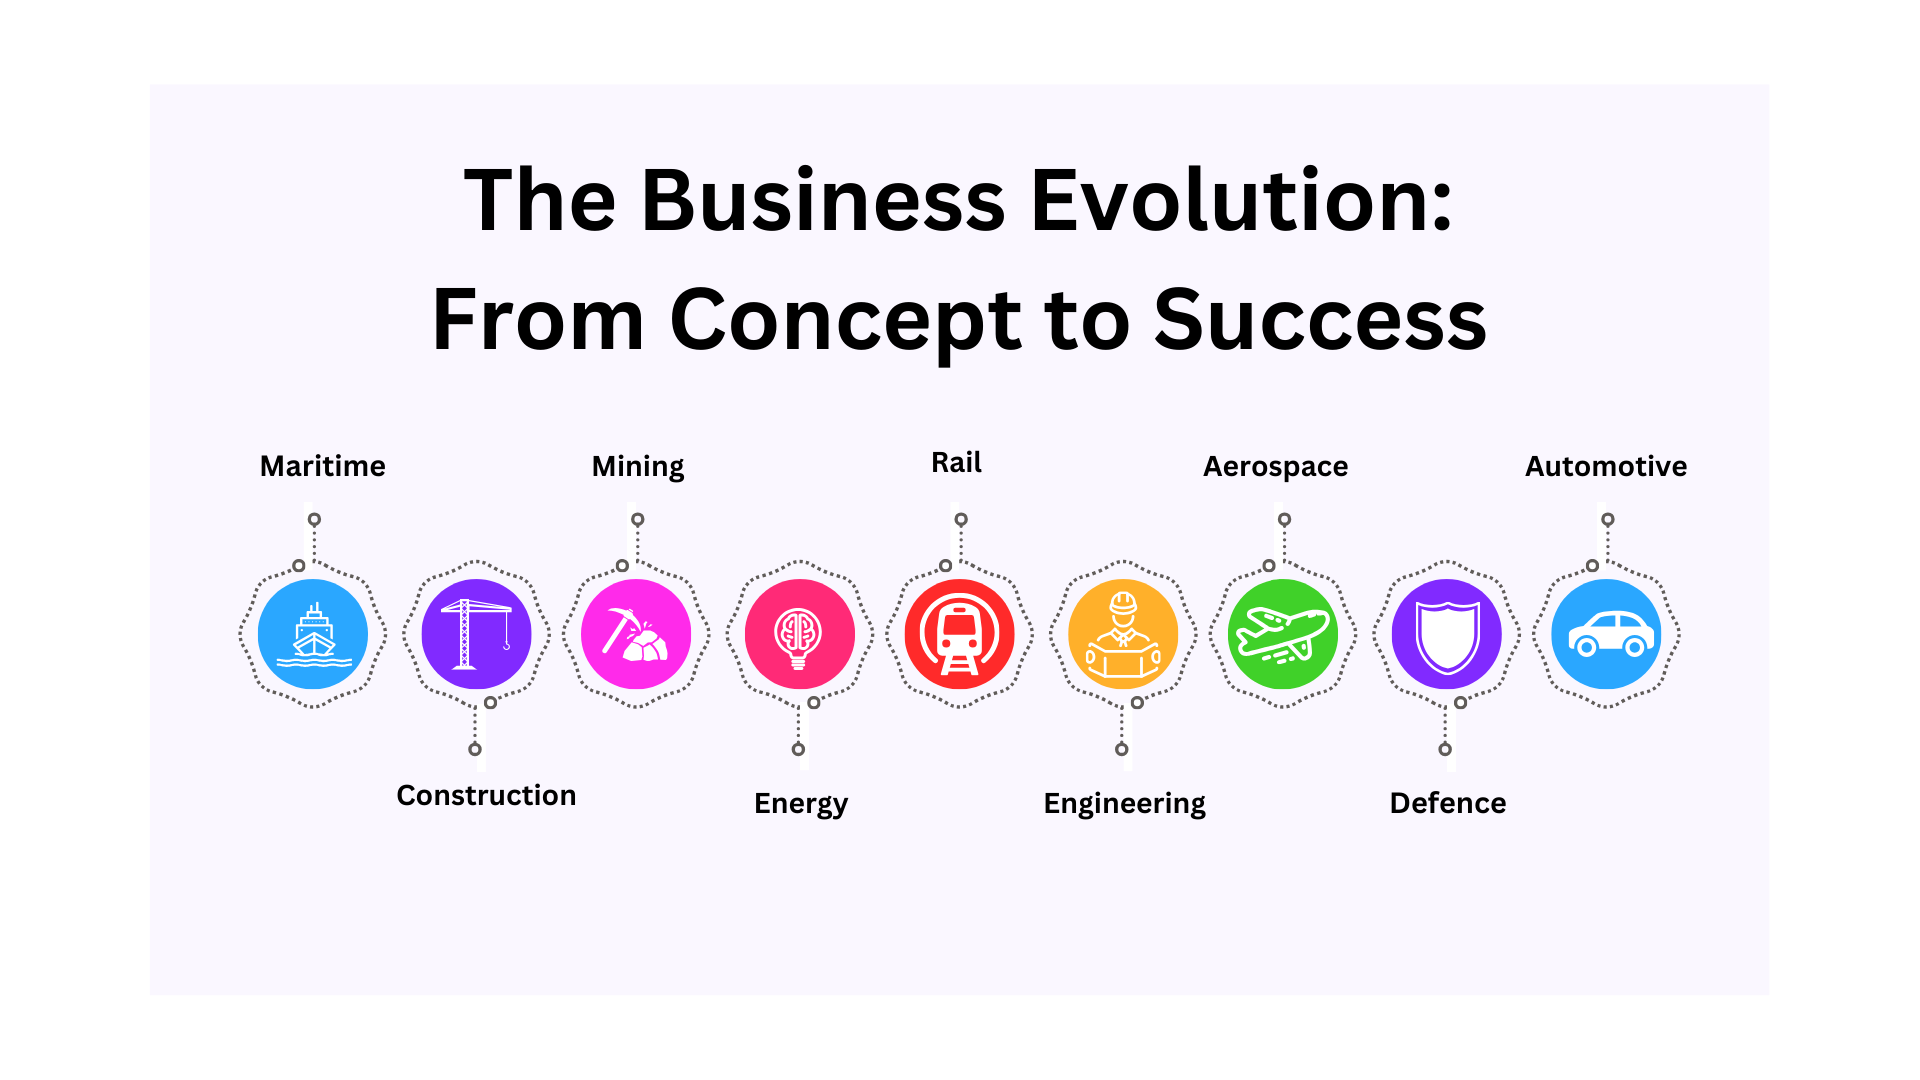 The Business Evolution:
From Concept to Success
Maritime
Mining
Rail
Aerospace
Automotive
Construction
Energy
Engineering
Defence